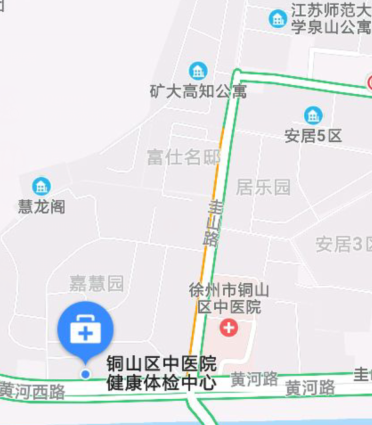 江苏师范大
学泉山公寓
矿大高知公寓
安居5区
富仕名邸
慧龙阁
居乐园
圭山路
安居3区
嘉慧园
徐州市铜山
区中医院
铜山区中医院
健康体检中心
黄河西路
黄河路
黄河路